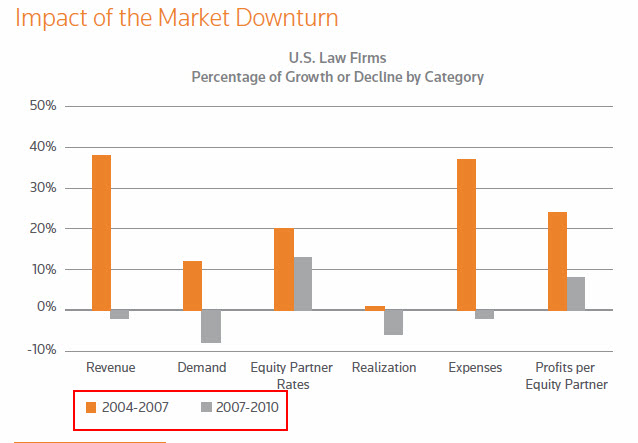 Impact of the Market Downturn
U.S. Law Firms
Percentage of Growth or Decline by Category
50%
40%
30%
20%
10%
0%
-10%
Revenue
Demand
Equity Partner
Rates
Realization
Expenses
Profits per
Equity Partner
2004-2007
2007-2010